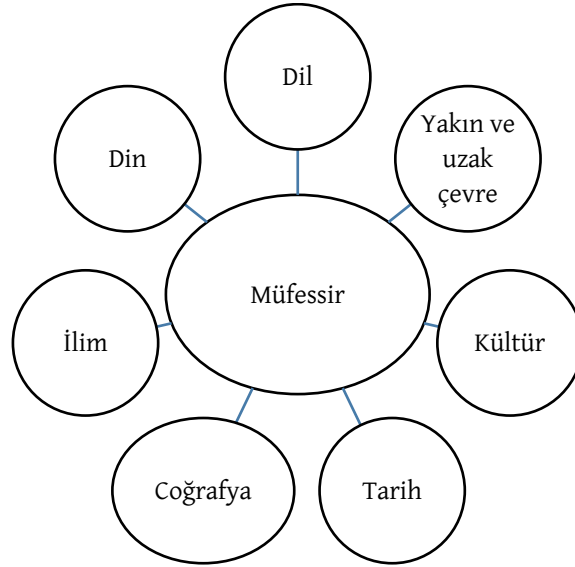 Dil
Din
Yakın ve
uzak
çevre
Müfessir
İlim
Kültür
Coğrafya
Tarih